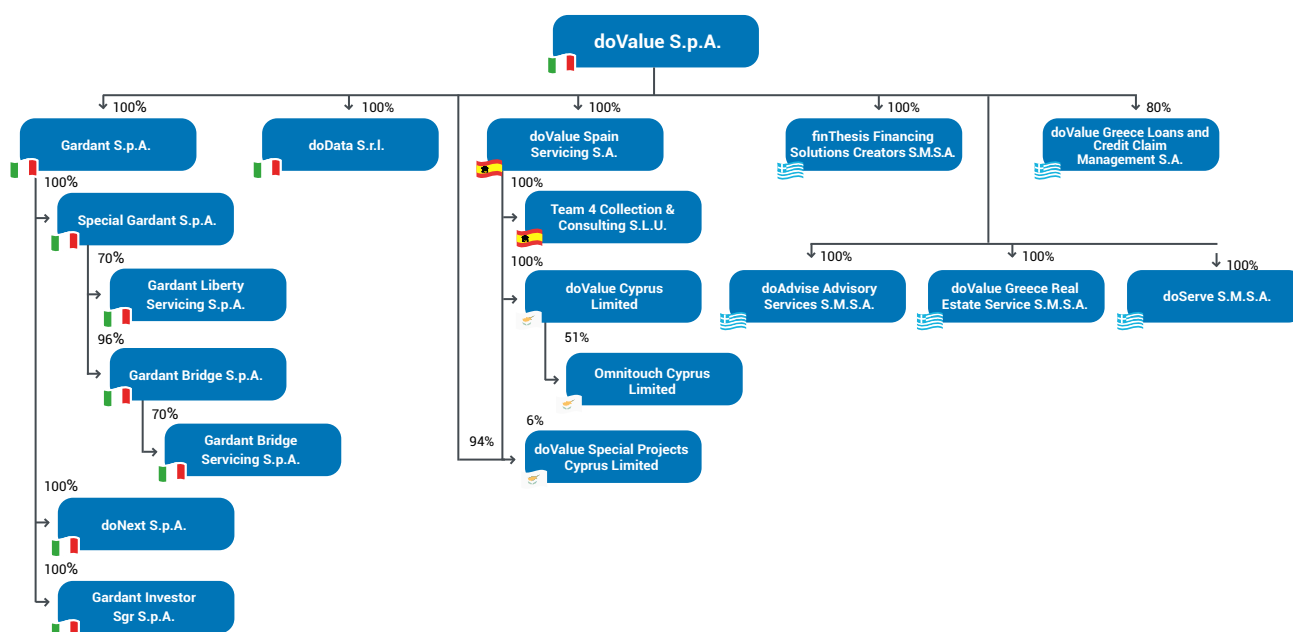 doValue S.p.A.
100%
100%
100%
100%
80%
Gardant S.p.A.
doData S.r.l.
doValue Spain
Servicing S.A.
finThesis Financing
Solutions Creators S.M.S.A.
doValue Greece Loans and
Credit Claim
Management S.A.
100%
Special Gardant S.p.A.
70%
Gardant Liberty
Servicing S.p.A.
96%
Gardant Bridge S.p.A.
70%
Gardant Bridge
Servicing S.p.A.
100%
doNext S.p.A.
100%
Gardant Investor
Sgr S.p.A.
100%
Team 4 Collection &
Consulting S.L.U.
100%
doValue Cyprus
Limited
51%
Omnitouch Cyprus
Limited
6%
94%
doValue Special Projects
Cyprus Limited
100%
100%
100%
doAdvise Advisory
Services S.M.S.A.
doValue Greece Real
Estate Service S.M.S.A.
doServe S.M.S.A.